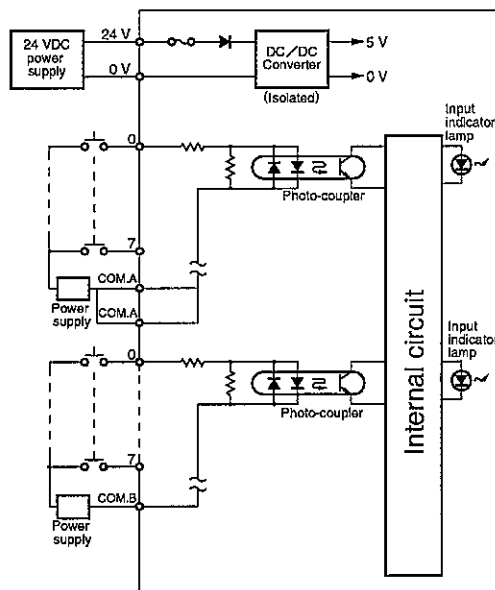 24 VDC
power
supply
24 V
0 V
DC/DC
Converter
(Isolated)
5 V
0 V
Input
indicator
lamp
0
Photo-coupler
7
COM.A
Power
supply
COM.A
Internal circuit
0
Input
indicator
lamp
Photo-coupler
7
COM.B
Power
supply